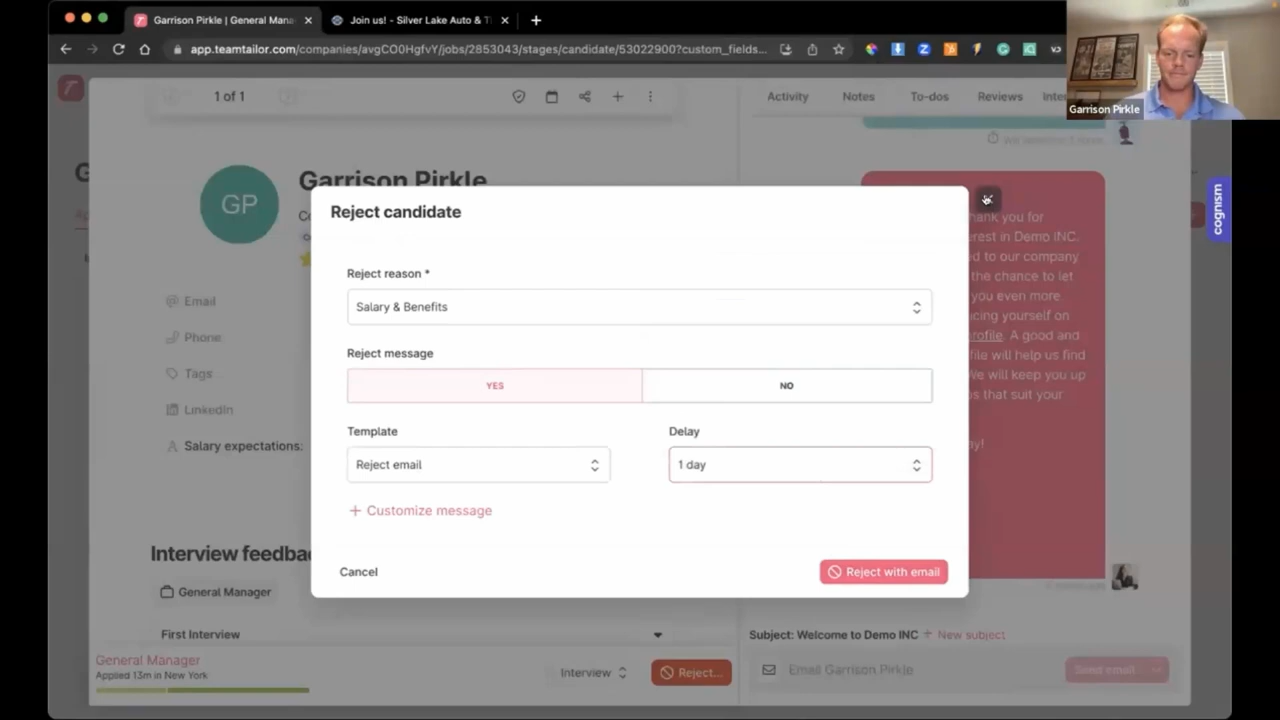 Garrison Pirkle | General Mana
Join us! - Silver Lake Auto & Ti
app.teamtailor.com/companies/avgCO0HgfvY/jobs/2853043/stages/candidate/53022900?custom_fields...
Garrison Pirkle
cognism
1 of 1
Activity
Notes
To-dos
Reviews
Inter
GP
Garrison Pirkle
Email
Phone
Tags
LinkedIn
Salary expectations:
Reject candidate
Reject reason *
Salary & Benefits
Reject message
YES
NO
Template
Delay
Reject email
1 day
+ Customize message
Cancel
Reject with email
hank you for
rest in Demo INC.
d to our company
the chance to let
you even more
cing yourself on
rofile. A good and
file will help us find
We will keep you up
s that suit your
y!
Interview feedba
General Manager
First Interview
General Manager
Applied 13m in New York
Interview
Reject...
Subject: Welcome to Demo INC + New subject
Email Garrison Pirkle
Send email